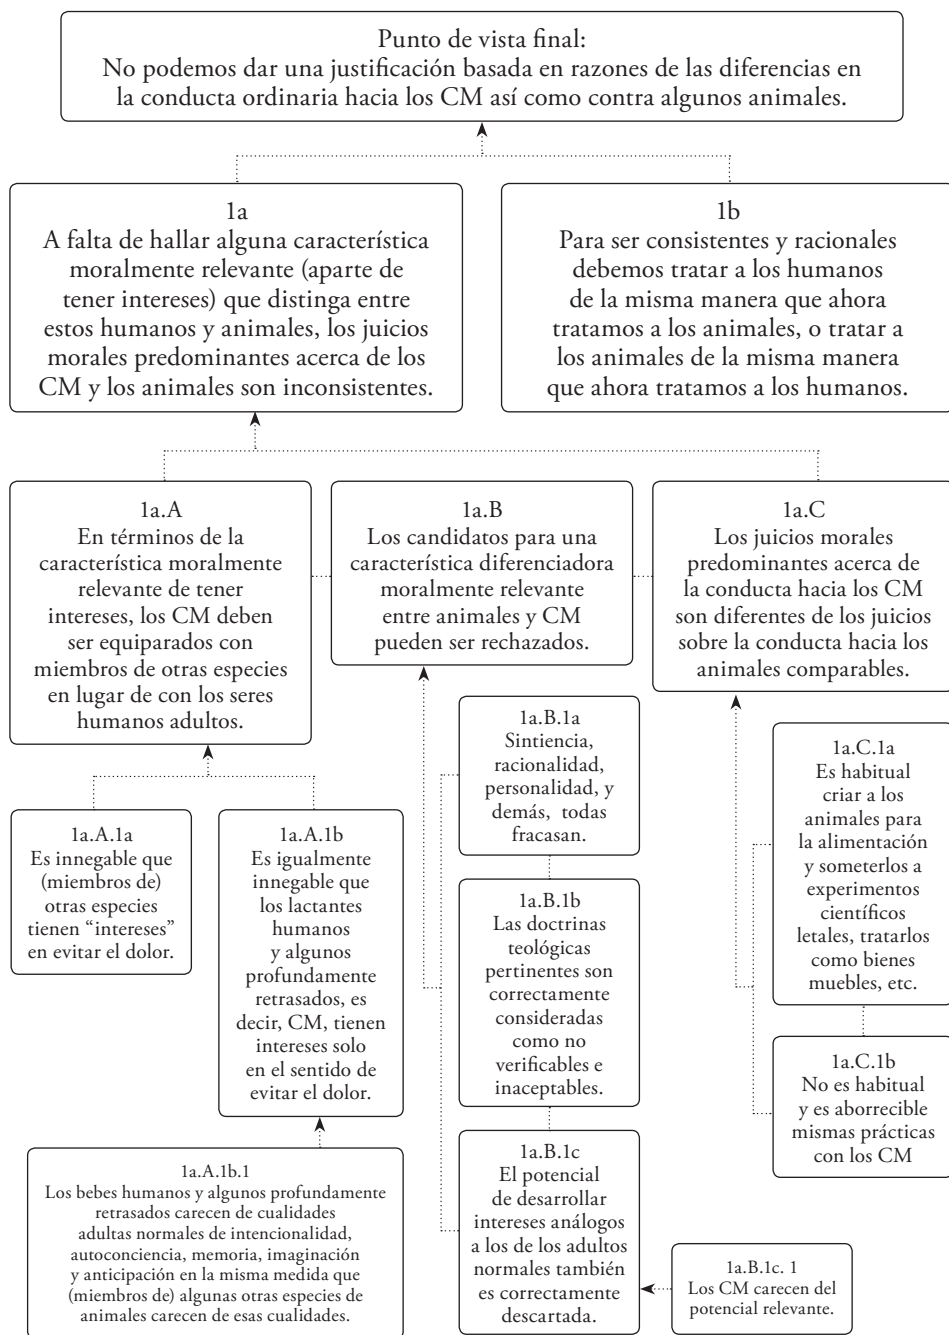 Punto de vista final:
No podemos dar una justificación basada en razones de las diferencias en
la conducta ordinaria hacia los CM así como contra algunos animales.
1a
A falta de hallar alguna característica
moralmente relevante (aparte de
tener intereses) que distinga entre
estos humanos y animales, los juicios
morales predominantes acerca de los
CM y los animales son inconsistentes.
1b
Para ser consistentes y racionales
debemos tratar a los humanos
de la misma manera que ahora
tratamos a los animales, o tratar a
los animales de la misma manera
que ahora tratamos a los humanos.
1a.A
En términos de la
característica moralmente
relevante de tener
intereses, los CM deben
ser equiparados con
miembros de otras especies
en lugar de con los seres
humanos adultos.
1a.B
Los candidatos para una
característica diferenciadora
moralmente relevante
entre animales y CM
pueden ser rechazados.
1a.C
Los juicios morales
predominantes acerca de
la conducta hacia los CM
son diferentes de los juicios
sobre la conducta hacia los
animales comparables.
1a.A.1a
Es innegable que
(miembros de)
otras especies
tienen “intereses”
en evitar el dolor.
1a.A.1b
Es igualmente
innegable que
los lactantes
humanos
y algunos
profundamente
retrasados, es
decir, CM, tienen
intereses solo
en el sentido de
evitar el dolor.
1a.A.1b.1
Los bebes humanos y algunos profundamente
retrasados carecen de cualidades
adultas normales de intencionalidad,
autoconciencia, memoria, imaginación
y anticipación en la misma medida que
(miembros de) algunas otras especies de
animales carecen de esas cualidades.
1a.B.1a
Sintiencia,
racionalidad,
personalidad, y
demás, todas
fracasan.
1a.B.1b
Las doctrinas
teológicas
pertinentes son
correctamente
consideradas
como no
verificables e
inaceptables.
1a.B.1c
El potencial
de desarrollar
intereses análogos
a los de los adultos
normales también
es correctamente
descartada.
1a.B.1c. 1
Los CM carecen del
potencial relevante.
1a.C.1a
Es habitual
criar a los
animales para
la alimentación
y someterlos a
experimentos
científicos
letales, tratarlos
como bienes
muebles, etc.
1a.C.1b
No es habitual
y es aborrecible
mismas prácticas
con los CM